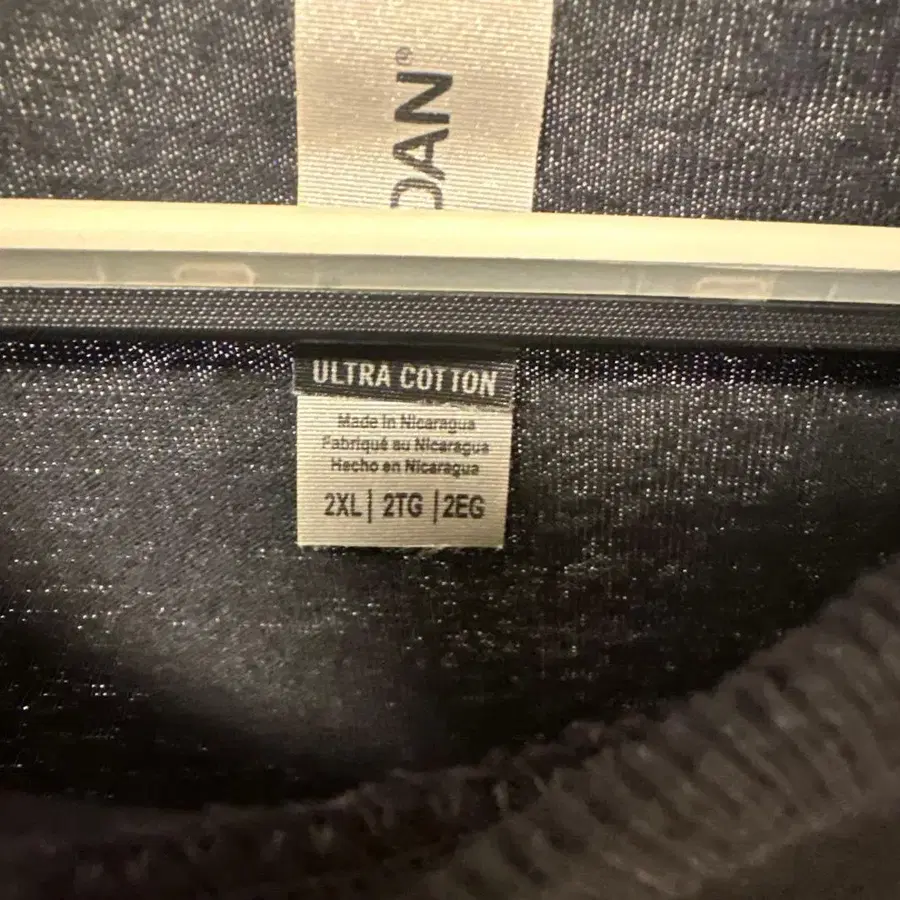 DAN®
ULTRA COTTON
Made in Nicaragua
Fabriqué au Nicaragua
Hecho en Nicaragua
2XL | 2TG | 2EG